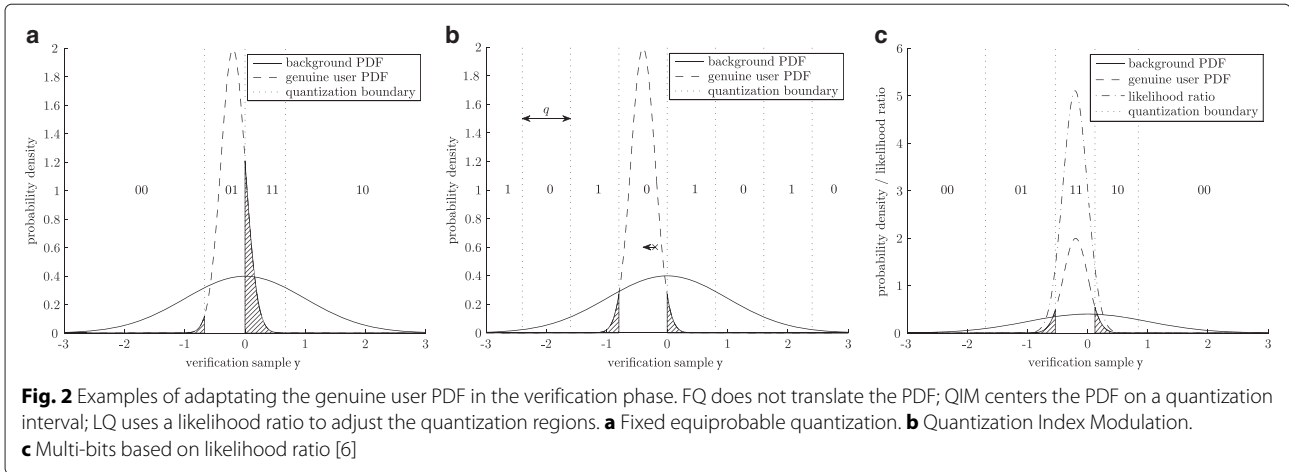 a
2
1.8
1.6
1.4
1.2
1
0.8
0.6
0.4
0.2
0
probability density
background PDF
genuine user PDF
quantization boundary
00 01 11 10
-3 -2 -1 0 1 2 3
verification sample y
b
2
1.8
1.6
1.4
1.2
1
0.8
0.6
0.4
0.2
0
probability density
background PDF
genuine user PDF
quantization boundary
q
1 0 1 0 1 0 1 0
-3 -2 -1 0 1 2 3
verification sample y
c
6
5
4
3
2
1
0
probability density / likelihood ratio
background PDF
genuine user PDF
likelihood ratio
quantization boundary
00 01 11 10 00
-3 -2 -1 0 1 2 3
verification sample y
Fig. 2 Examples of adaptating the genuine user PDF in the verification phase. FQ does not translate the PDF; QIM centers the PDF on a quantization
interval; LQ uses a likelihood ratio to adjust the quantization regions. a Fixed equiprobable quantization. b Quantization Index Modulation.
c Multi-bits based on likelihood ratio [6]